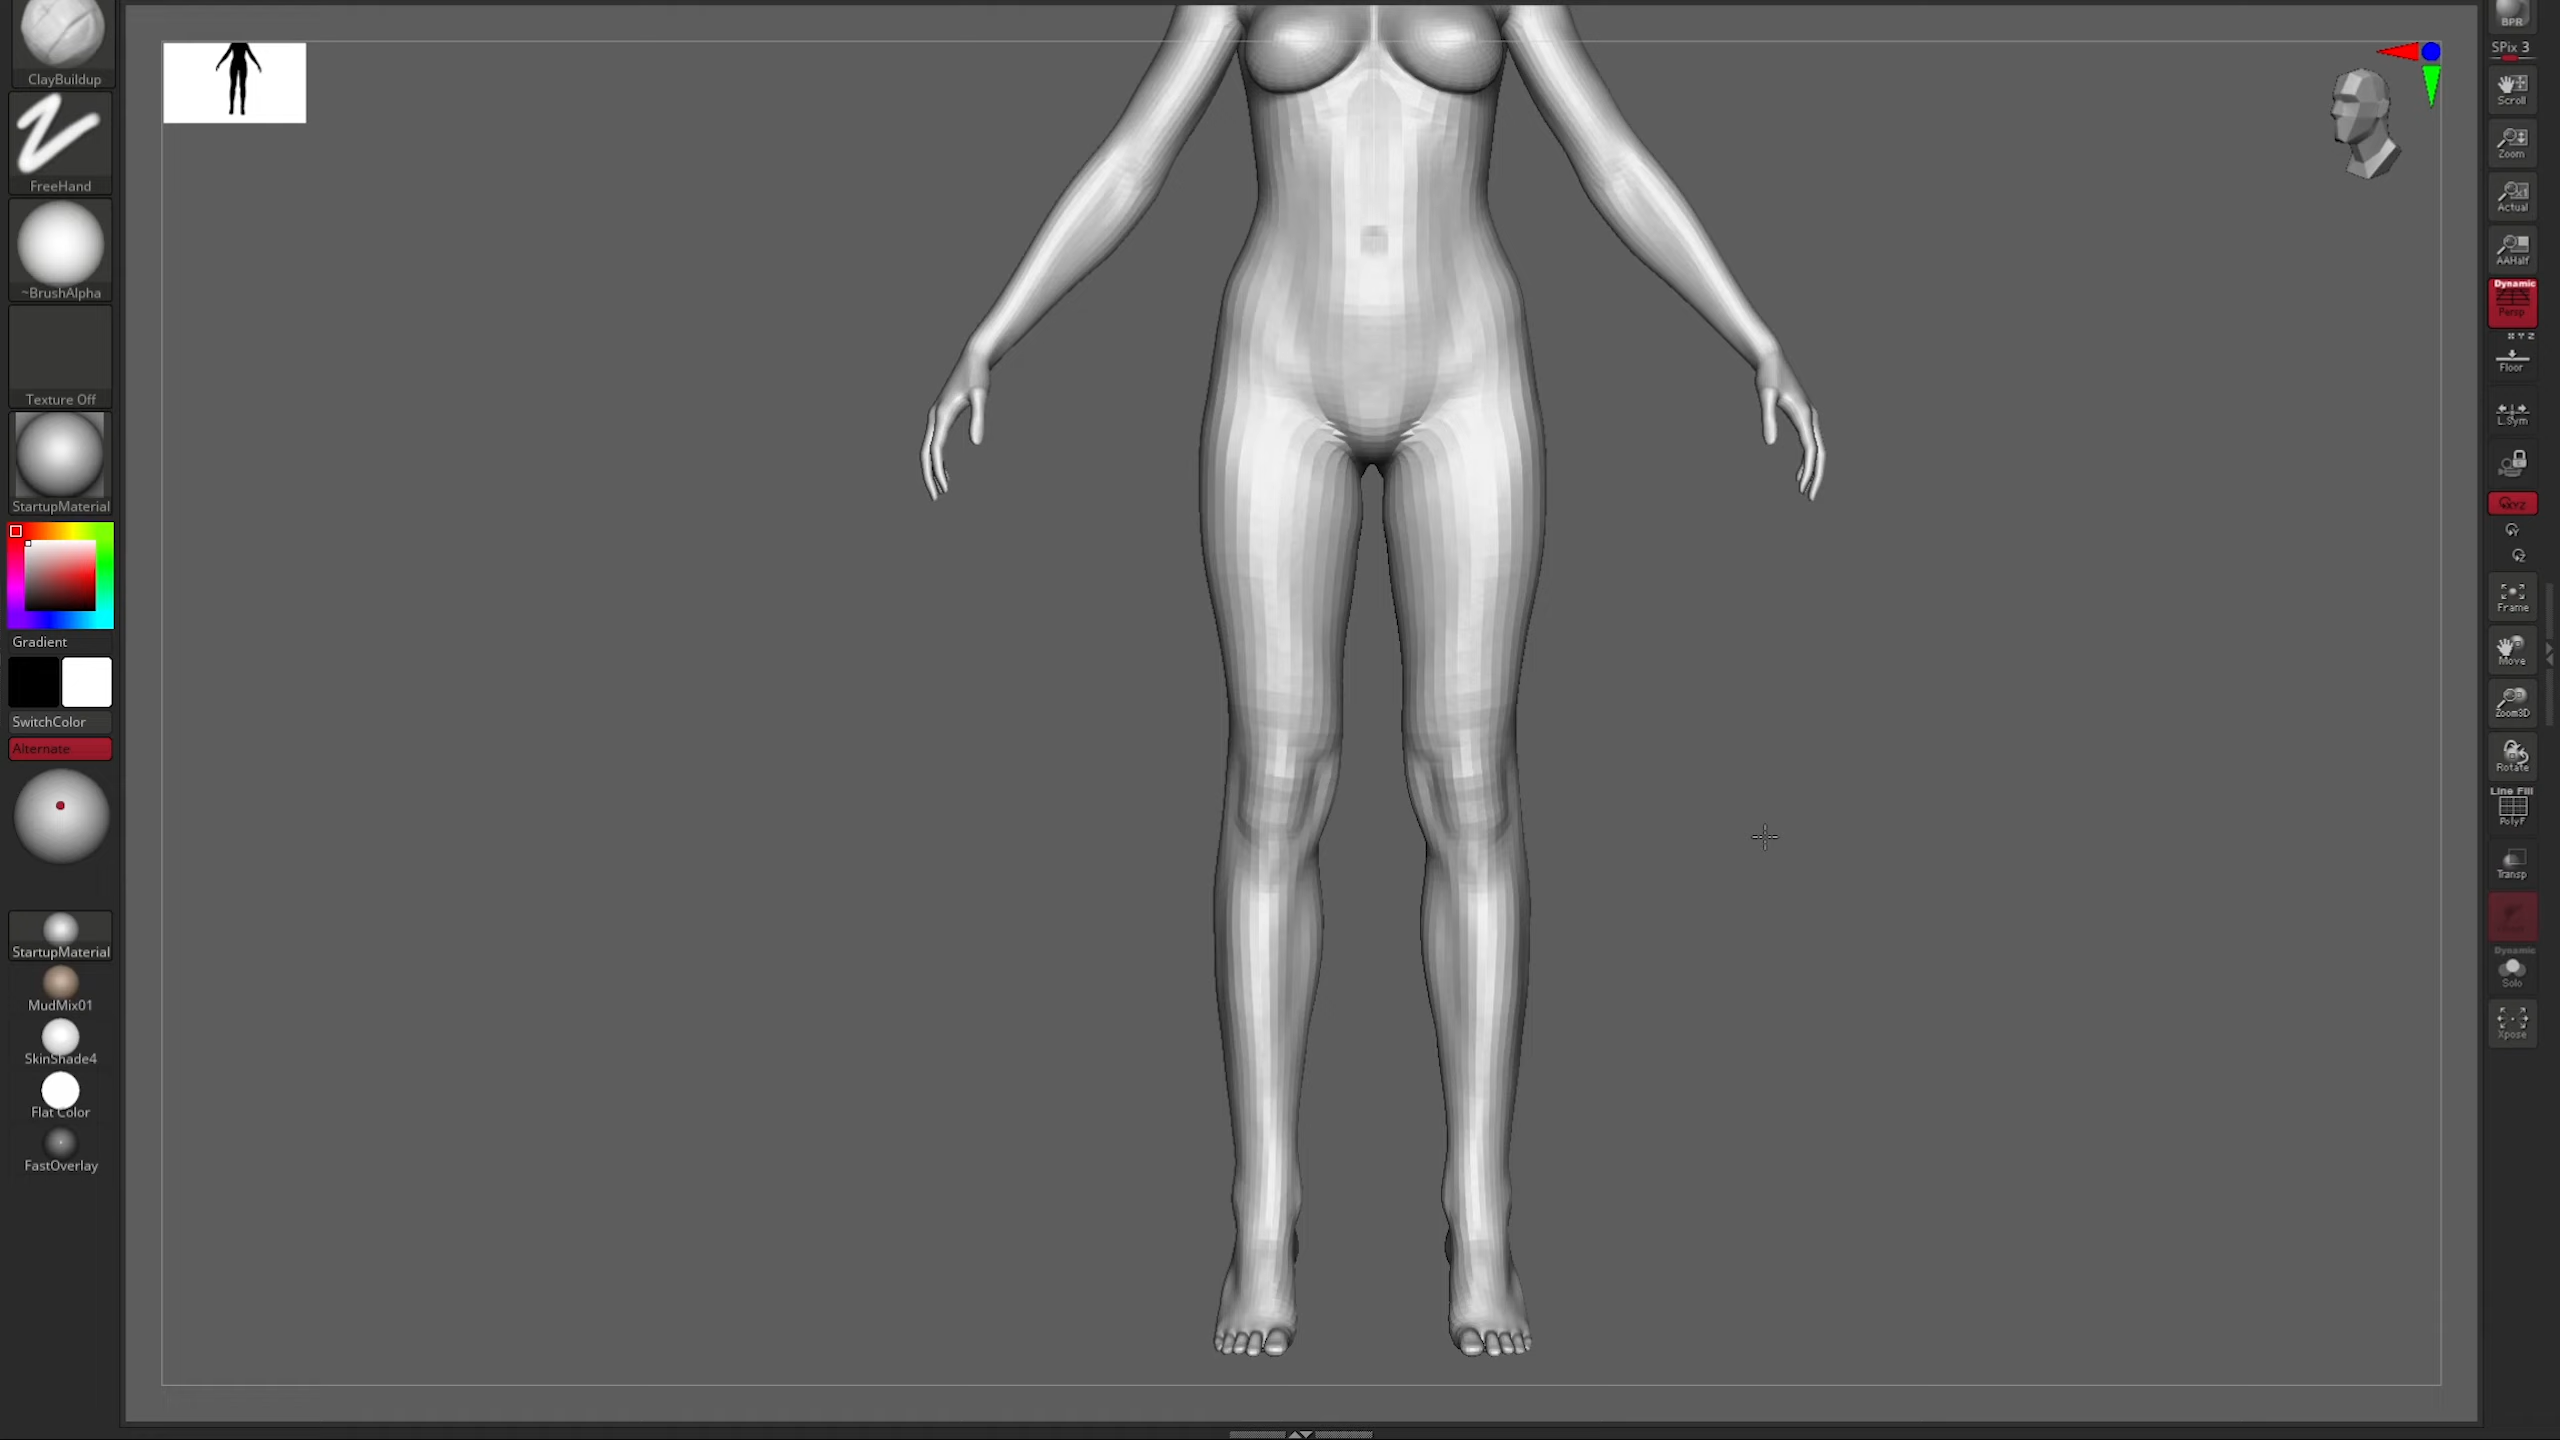 ClayBuildup
FreeHand
~BrushAlpha
Texture Off
StartupMaterial
Gradient
SwitchColor
Alternate
StartupMaterial
MudMix01
SkinShade4
Flat Color
FastOverlay
BPR
SPix 3
Scroll
Zoom
Actual
AAHalf
Dynamic
Persp
X Y Z
Floor
L.Sym
XYZ
Y
Z
Frame
Move
Zoom3D
Rotate
Line Fill
PolyF
Transp
Dynamic
Solo
Xpose